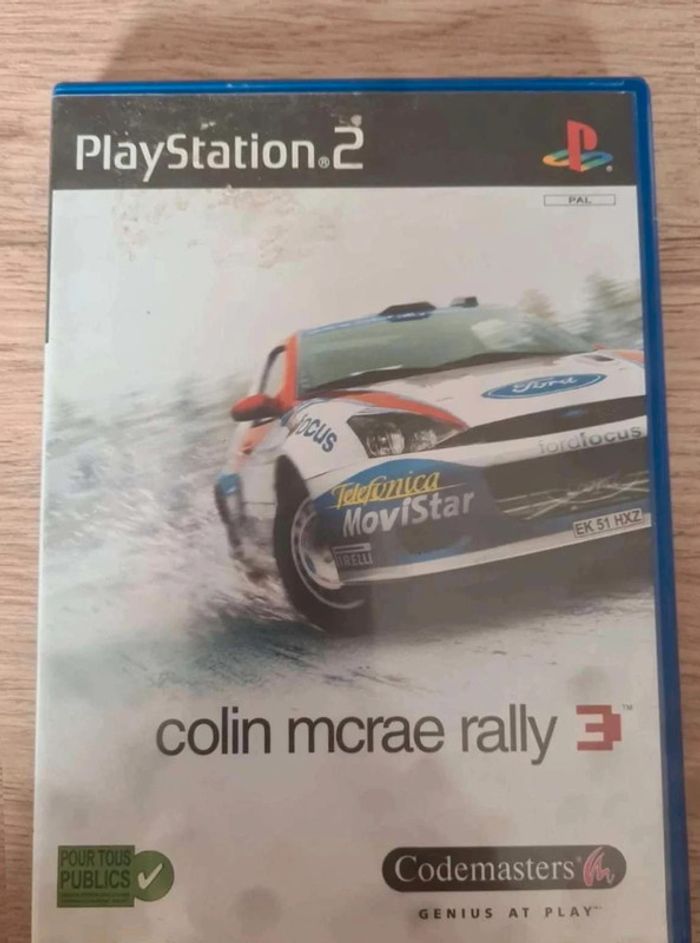 PlayStation®2
PAL
Ford
focus
fordfocus
Telefonica
MoviStar
EK 51 HXZ
PIRELLI
colin mcrae rally 3™
POUR TOUS
PUBLICS
Codemasters®
GENIUS AT PLAY™